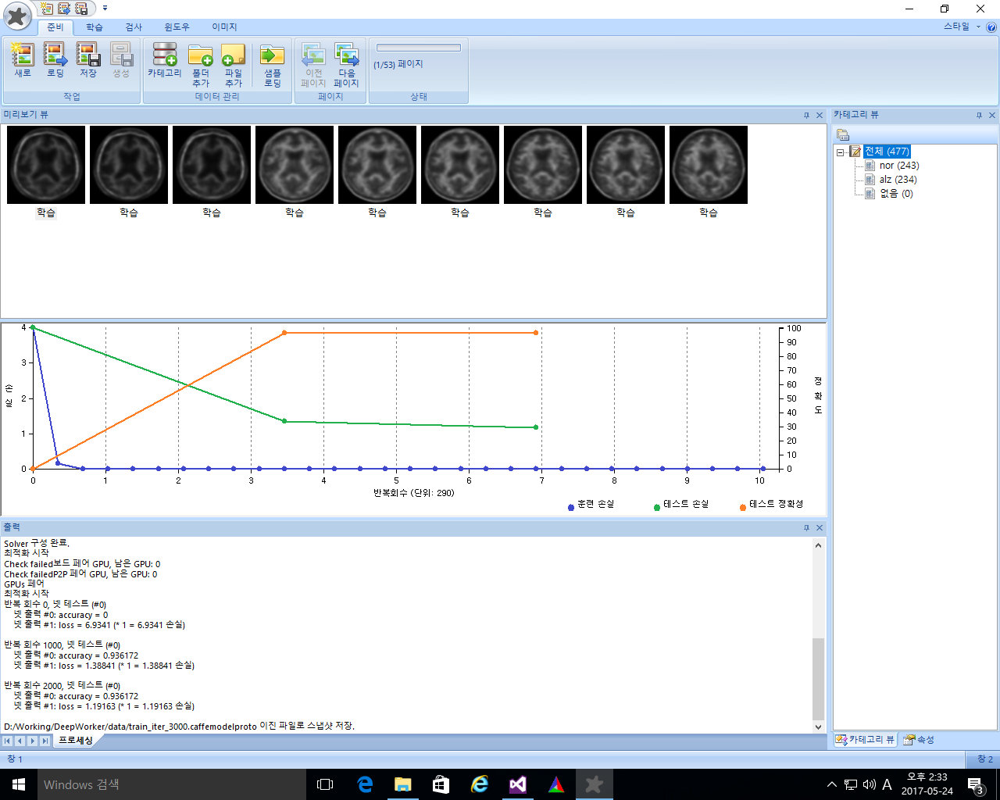 준비 학습 검사 윈도우 이미지 스타일
새로 로딩 저장 생성 카테고리 폴더 추가 파일 추가 샘플 로딩 이전 페이지 다음 페이지 (1/53) 페이지
작업 데이터 관리 페이지 상태
미리보기 뷰
학습 학습 학습 학습 학습 학습 학습 학습 학습
카테고리 뷰
전체 (477)
nor (243)
alz (234)
없음 (0)
4
3
2
1
0
손실
100
90
80
70
60
50
40
30
20
10
0
정확도
0 1 2 3 4 5 6 7 8 9 10
반복회수 (단위: 290)
훈련 손실 테스트 손실 테스트 정확성
출력
Solver 구성 완료.
최적화 시작
Check failed보드 페어 GPU, 남은 GPU: 0
Check failedP2P 페어 GPU, 남은 GPU: 0
GPUs 페어
최적화 시작
반복 회수 0, 넷 테스트 (#0)
넷 출력 #0: accuracy = 0
넷 출력 #1: loss = 6.9341 (* 1 = 6.9341 손실)
반복 회수 1000, 넷 테스트 (#0)
넷 출력 #0: accuracy = 0.936172
넷 출력 #1: loss = 1.38841 (* 1 = 1.38841 손실)
반복 회수 2000, 넷 테스트 (#0)
넷 출력 #0: accuracy = 0.936172
넷 출력 #1: loss = 1.19163 (* 1 = 1.19163 손실)
D:/Working/DeepWorker/data/train_iter_3000.caffemodelproto 이진 파일로 스냅샷 저장.
프로세싱
카테고리 뷰 속성
창 1 창 2
Windows 검색
A 오후 2:33
2017-05-24
3